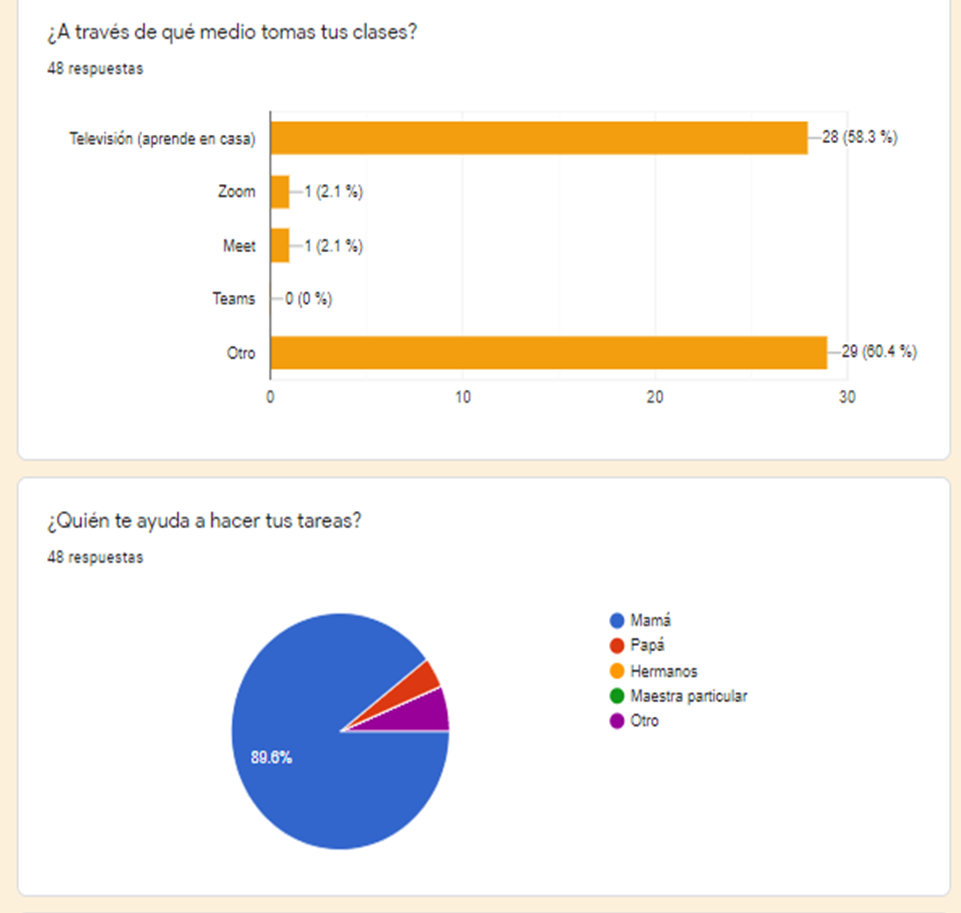 ¿A través de qué medio tomas tus clases?
48 respuestas
Televisión (aprende en casa)
28 (58.3 %)
Zoom
1 (2.1 %)
Meet
1 (2.1 %)
Teams
0 (0 %)
Otro
29 (60.4 %)
0
10
20
30
¿Quién te ayuda a hacer tus tareas?
48 respuestas
Mamá
Papá
Hermanos
Maestra particular
Otro
89.6%